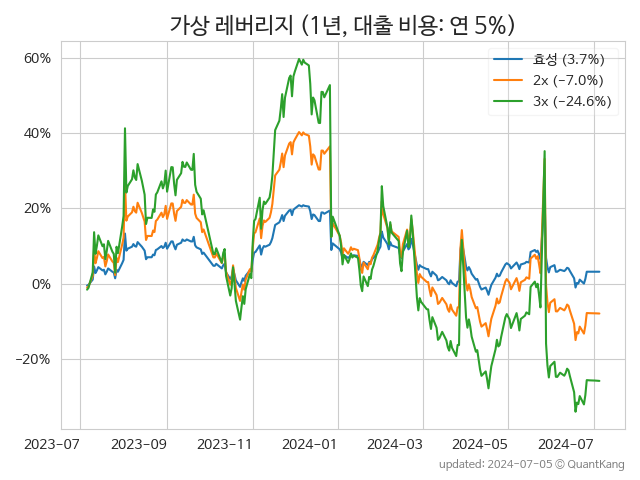 가상 레버리지 (1년, 대출 비용: 연 5%)
효성 (3.7%)
2x (−7.0%)
3x (−24.6%)
60%
40%
20%
0%
−20%
2023-07 2023-09 2023-11 2024-01 2024-03 2024-05 2024-07
updated: 2024-07-05 © QuantKang